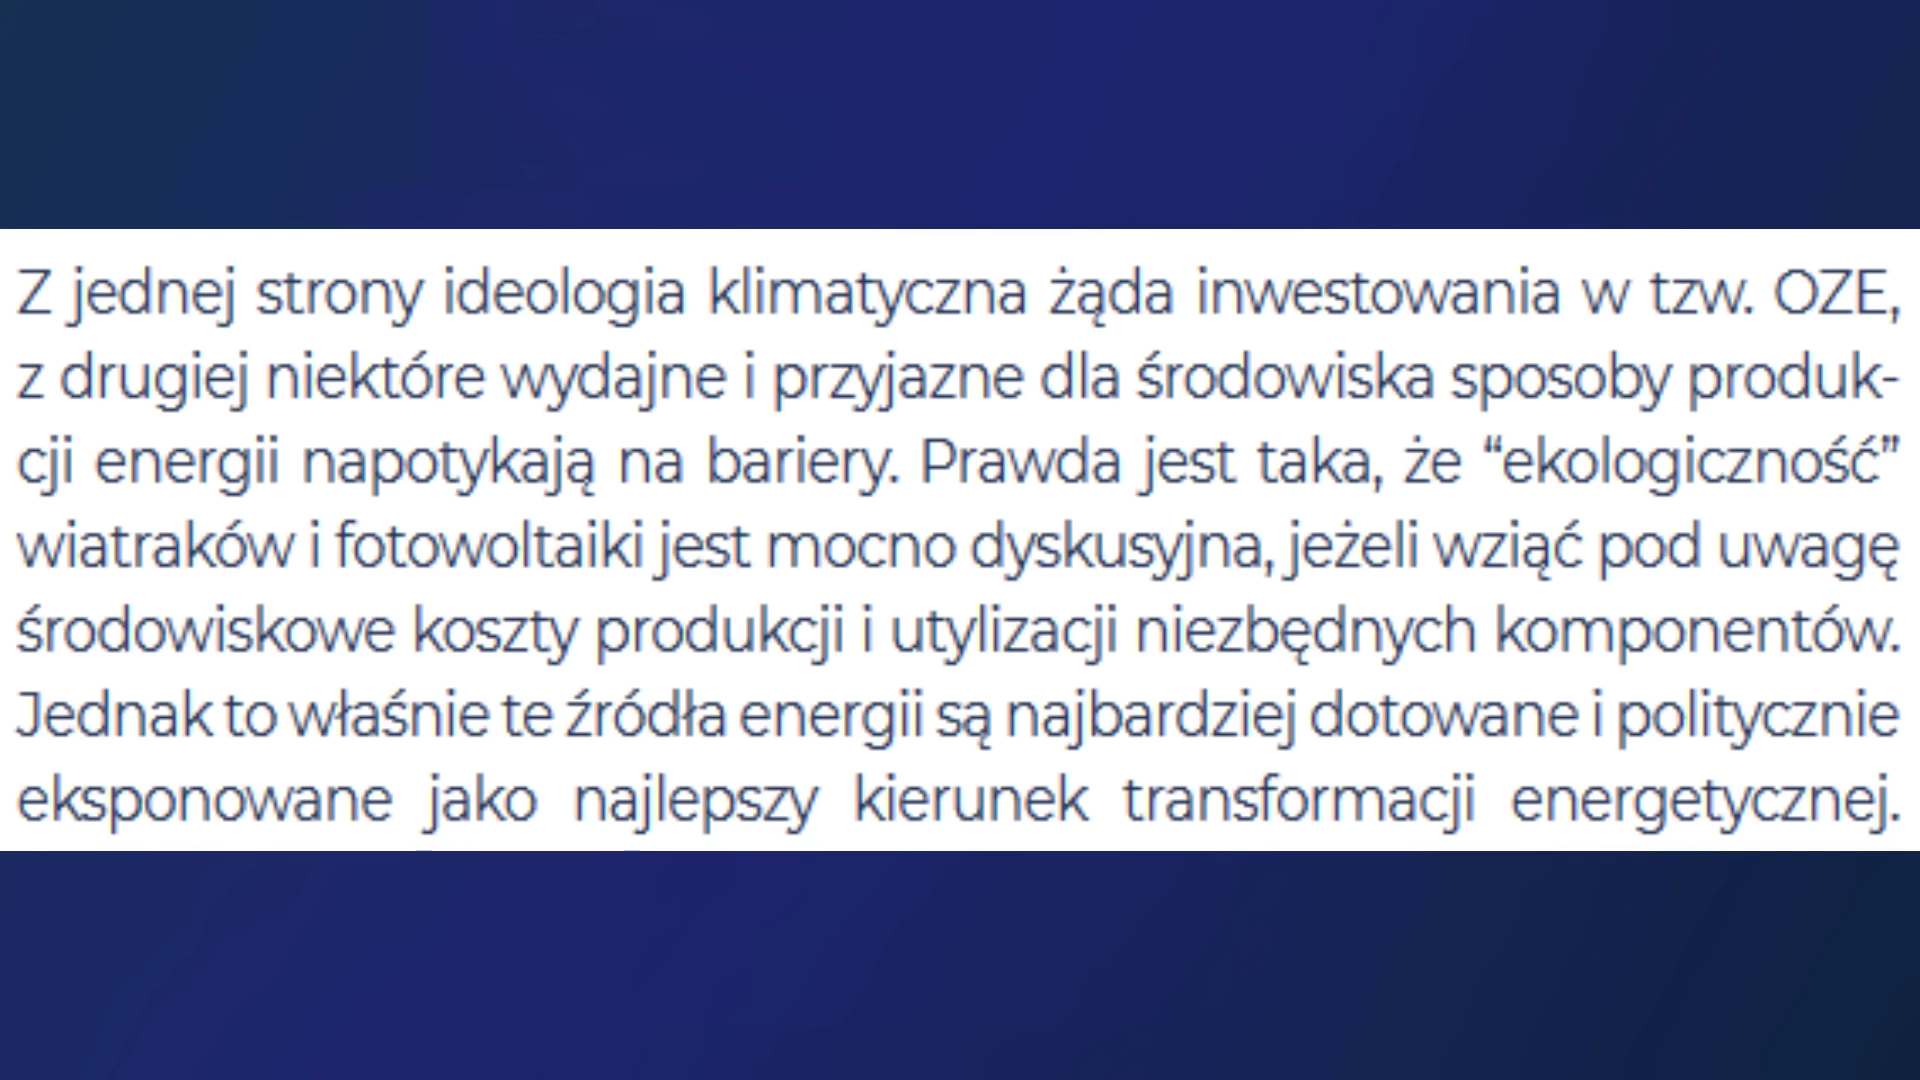 Z jednej strony ideologia klimatyczna żąda inwestowania w tzw. OZE,
z drugiej niektóre wydajne i przyjazne dla środowiska sposoby produk-
cji energii napotykają na bariery. Prawda jest taka, że “ekologiczność”
wiatraków i fotowoltaiki jest mocno dyskusyjna, jeżeli wziąć pod uwagę
środowiskowe koszty produkcji i utylizacji niezbędnych komponentów.
Jednak to właśnie te źródła energii są najbardziej dotowane i politycznie
eksponowane jako najlepszy kierunek transformacji energetycznej.